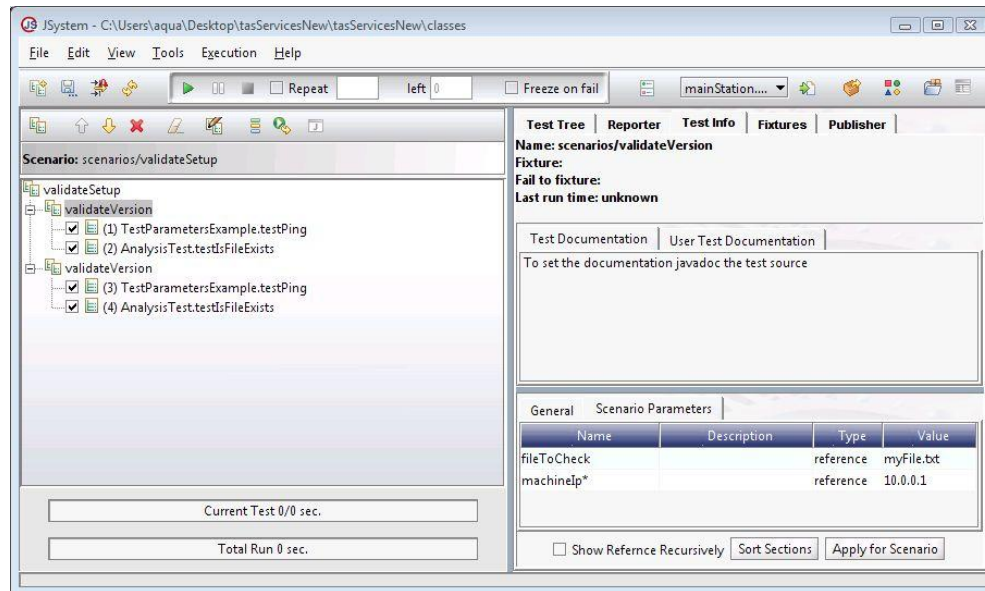 JSystem - C:\Users\aqua\Desktop\tasServicesNew\tasServicesNew\classes
File Edit View Tools Execution Help
Repeat left 0 Freeze on fail mainStation....
Scenario: scenarios/validateSetup
validateSetup
validateVersion
(1) TestParametersExample.testPing
(2) AnalysisTest.testIsFileExists
validateVersion
(3) TestParametersExample.testPing
(4) AnalysisTest.testIsFileExists
Current Test 0/0 sec.
Total Run 0 sec.
Test Tree Reporter Test Info Fixtures Publisher
Name: scenarios/validateVersion
Fixture:
Fail to fixture:
Last run time: unknown
Test Documentation User Test Documentation
To set the documentation javadoc the test source
General Scenario Parameters
Name Description Type Value
fileToCheck reference myFile.txt
machineIp* reference 10.0.0.1
Show Refernce Recursively Sort Sections Apply for Scenario